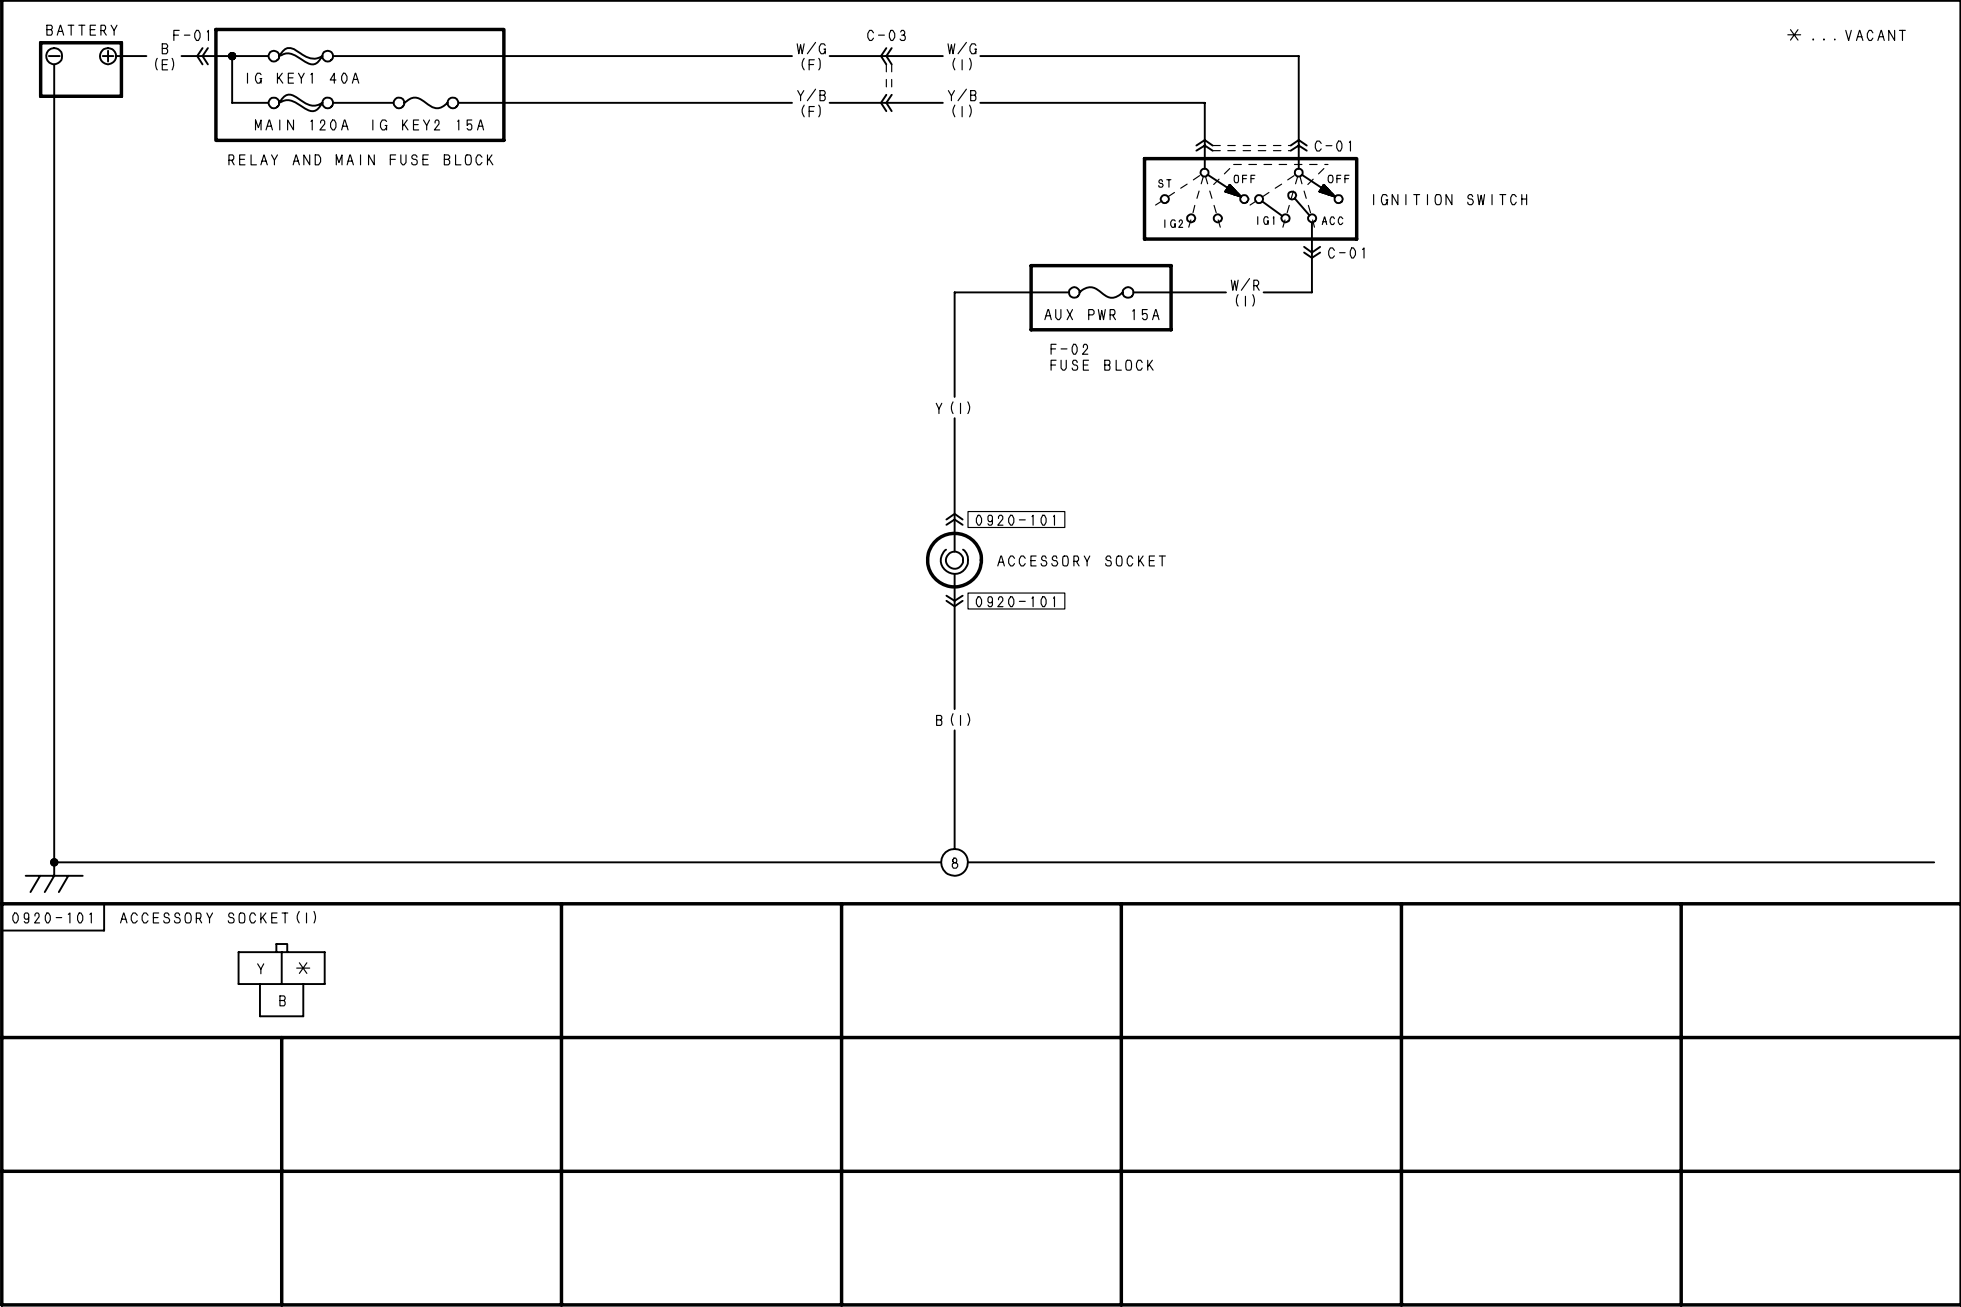 BATTERY
F-01
B
(E)
IG KEY1 40A
MAIN 120A
IG KEY2 15A
RELAY AND MAIN FUSE BLOCK
W/G
(F)
C-03
W/G
(I)
Y/B
(F)
Y/B
(I)
* ... VACANT
C-01
ST
OFF
OFF
IG2
IG1
ACC
IGNITION SWITCH
C-01
W/R
(I)
AUX PWR 15A
F-02
FUSE BLOCK
Y(I)
0920-101
ACCESSORY SOCKET
0920-101
B(I)
8
0920-101
ACCESSORY SOCKET(I)
Y
*
B